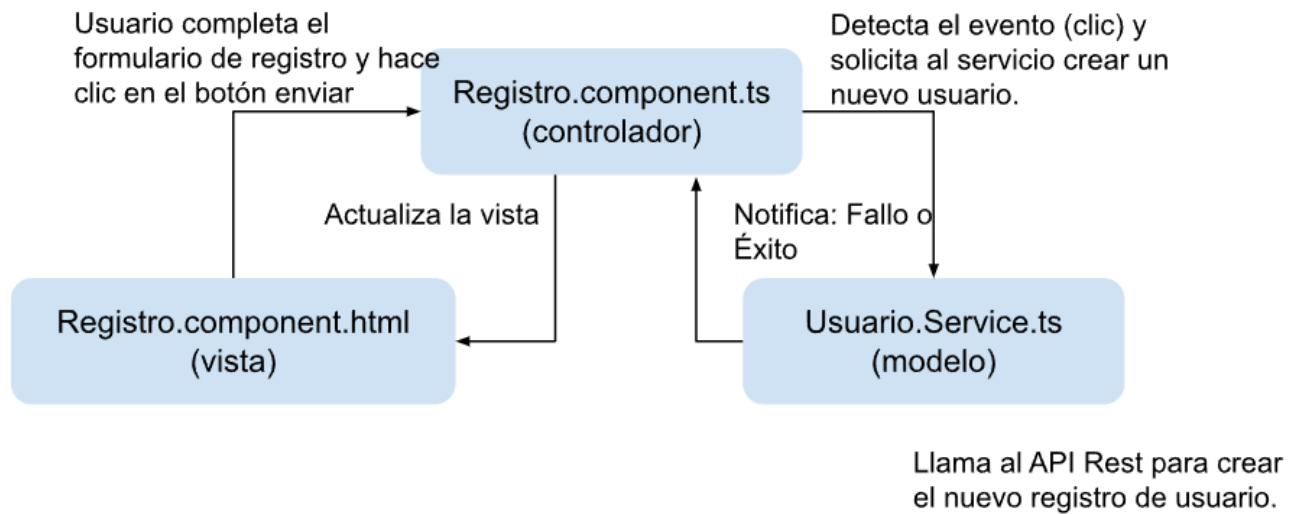 Usuario completa el
formulario de registro y hace
clic en el botón enviar
Registro.component.ts
(controlador)
Detecta el evento (clic) y
solicita al servicio crear un
nuevo usuario.
Actualiza la vista
Notifica: Fallo o
Éxito
Registro.component.html
(vista)
Usuario.Service.ts
(modelo)
Llama al API Rest para crear
el nuevo registro de usuario.